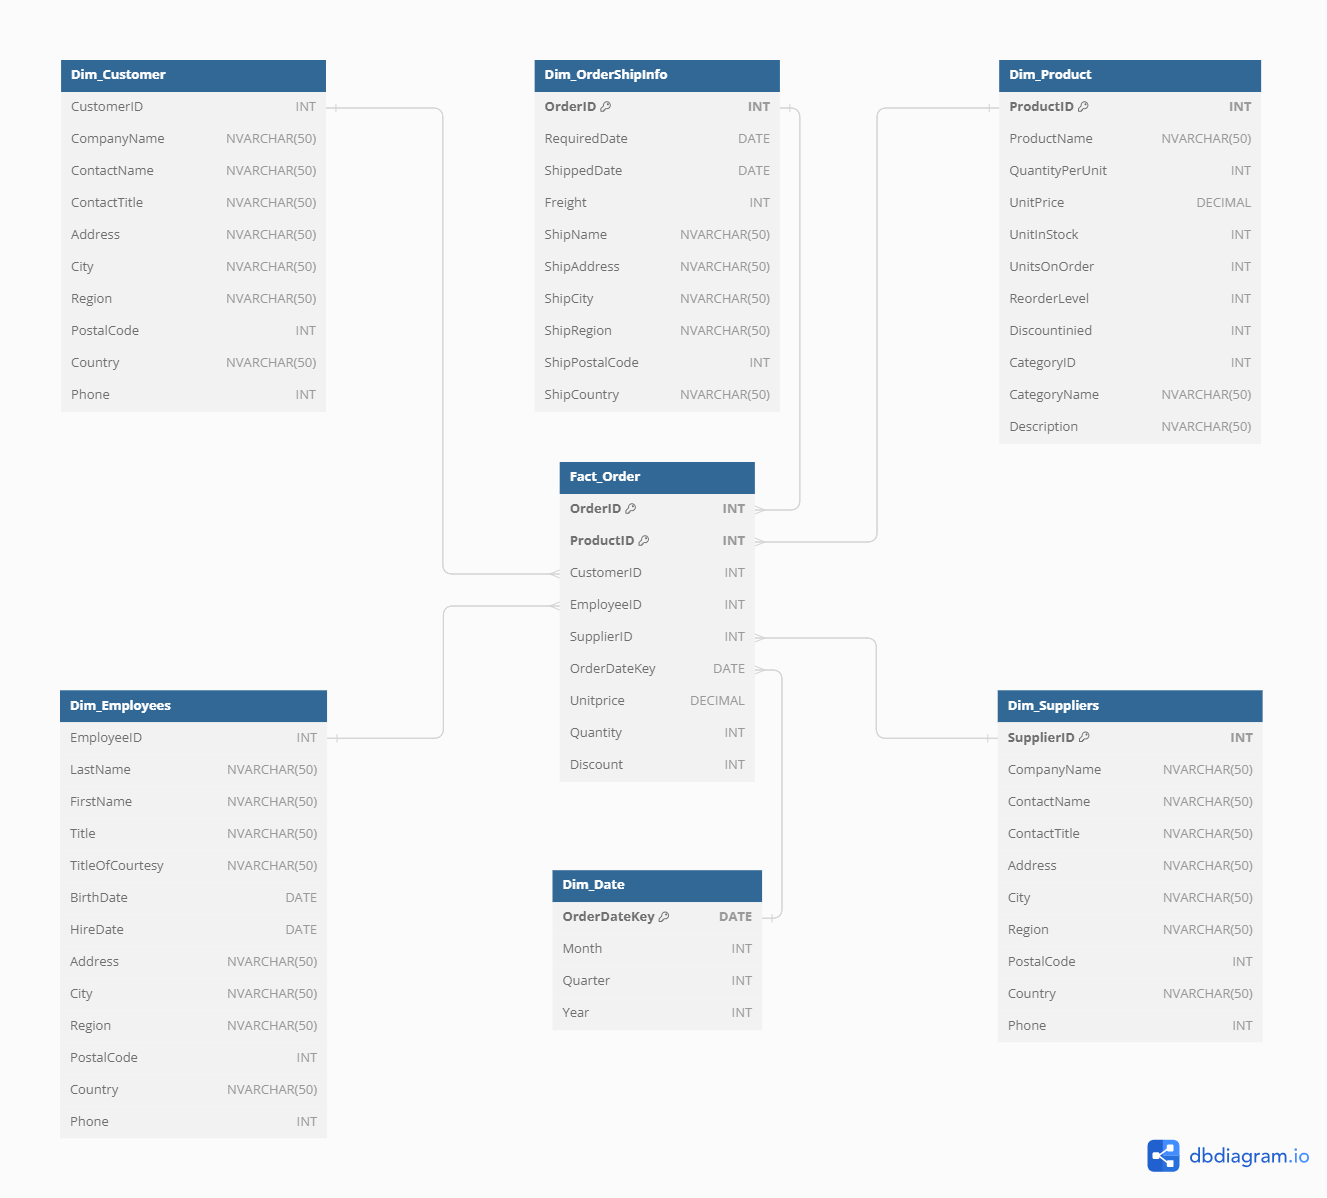 Dim_Customer
CustomerID INT
CompanyName NVARCHAR(50)
ContactName NVARCHAR(50)
ContactTitle NVARCHAR(50)
Address NVARCHAR(50)
City NVARCHAR(50)
Region NVARCHAR(50)
PostalCode INT
Country NVARCHAR(50)
Phone INT
Dim_OrderShipInfo
OrderID INT
RequiredDate DATE
ShippedDate DATE
Freight INT
ShipName NVARCHAR(50)
ShipAddress NVARCHAR(50)
ShipCity NVARCHAR(50)
ShipRegion NVARCHAR(50)
ShipPostalCode INT
ShipCountry NVARCHAR(50)
Dim_Product
ProductID INT
ProductName NVARCHAR(50)
QuantityPerUnit INT
UnitPrice DECIMAL
UnitInStock INT
UnitsOnOrder INT
ReorderLevel INT
Discountinied INT
CategoryID INT
CategoryName NVARCHAR(50)
Description NVARCHAR(50)
Fact_Order
OrderID INT
ProductID INT
CustomerID INT
EmployeeID INT
SupplierID INT
OrderDateKey DATE
Unitprice DECIMAL
Quantity INT
Discount INT
Dim_Employees
EmployeeID INT
LastName NVARCHAR(50)
FirstName NVARCHAR(50)
Title NVARCHAR(50)
TitleOfCourtesy NVARCHAR(50)
BirthDate DATE
HireDate DATE
Address NVARCHAR(50)
City NVARCHAR(50)
Region NVARCHAR(50)
PostalCode INT
Country NVARCHAR(50)
Phone INT
Dim_Date
OrderDateKey DATE
Month INT
Quarter INT
Year INT
Dim_Suppliers
SupplierID INT
CompanyName NVARCHAR(50)
ContactName NVARCHAR(50)
ContactTitle NVARCHAR(50)
Address NVARCHAR(50)
City NVARCHAR(50)
Region NVARCHAR(50)
PostalCode INT
Country NVARCHAR(50)
Phone INT
dbdiagram.io